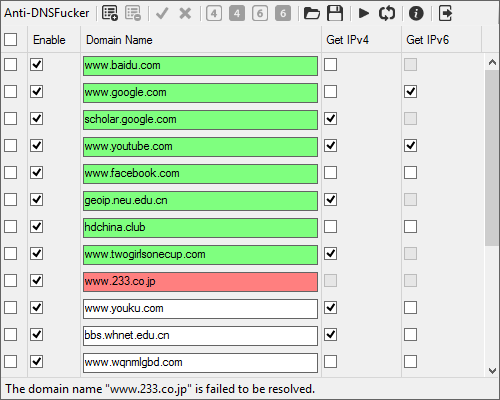 Anti-DNSFucker 4 4 6 6
Enable Domain Name Get IPv4 Get IPv6
www.baidu.com
www.google.com
scholar.google.com
www.youtube.com
www.facebook.com
geoip.neu.edu.cn
hdchina.club
www.twogirlsonecup.com
www.233.co.jp
www.youku.com
bbs.whnet.edu.cn
www.wqnmlgbd.com
The domain name "www.233.co.jp" is failed to be resolved.